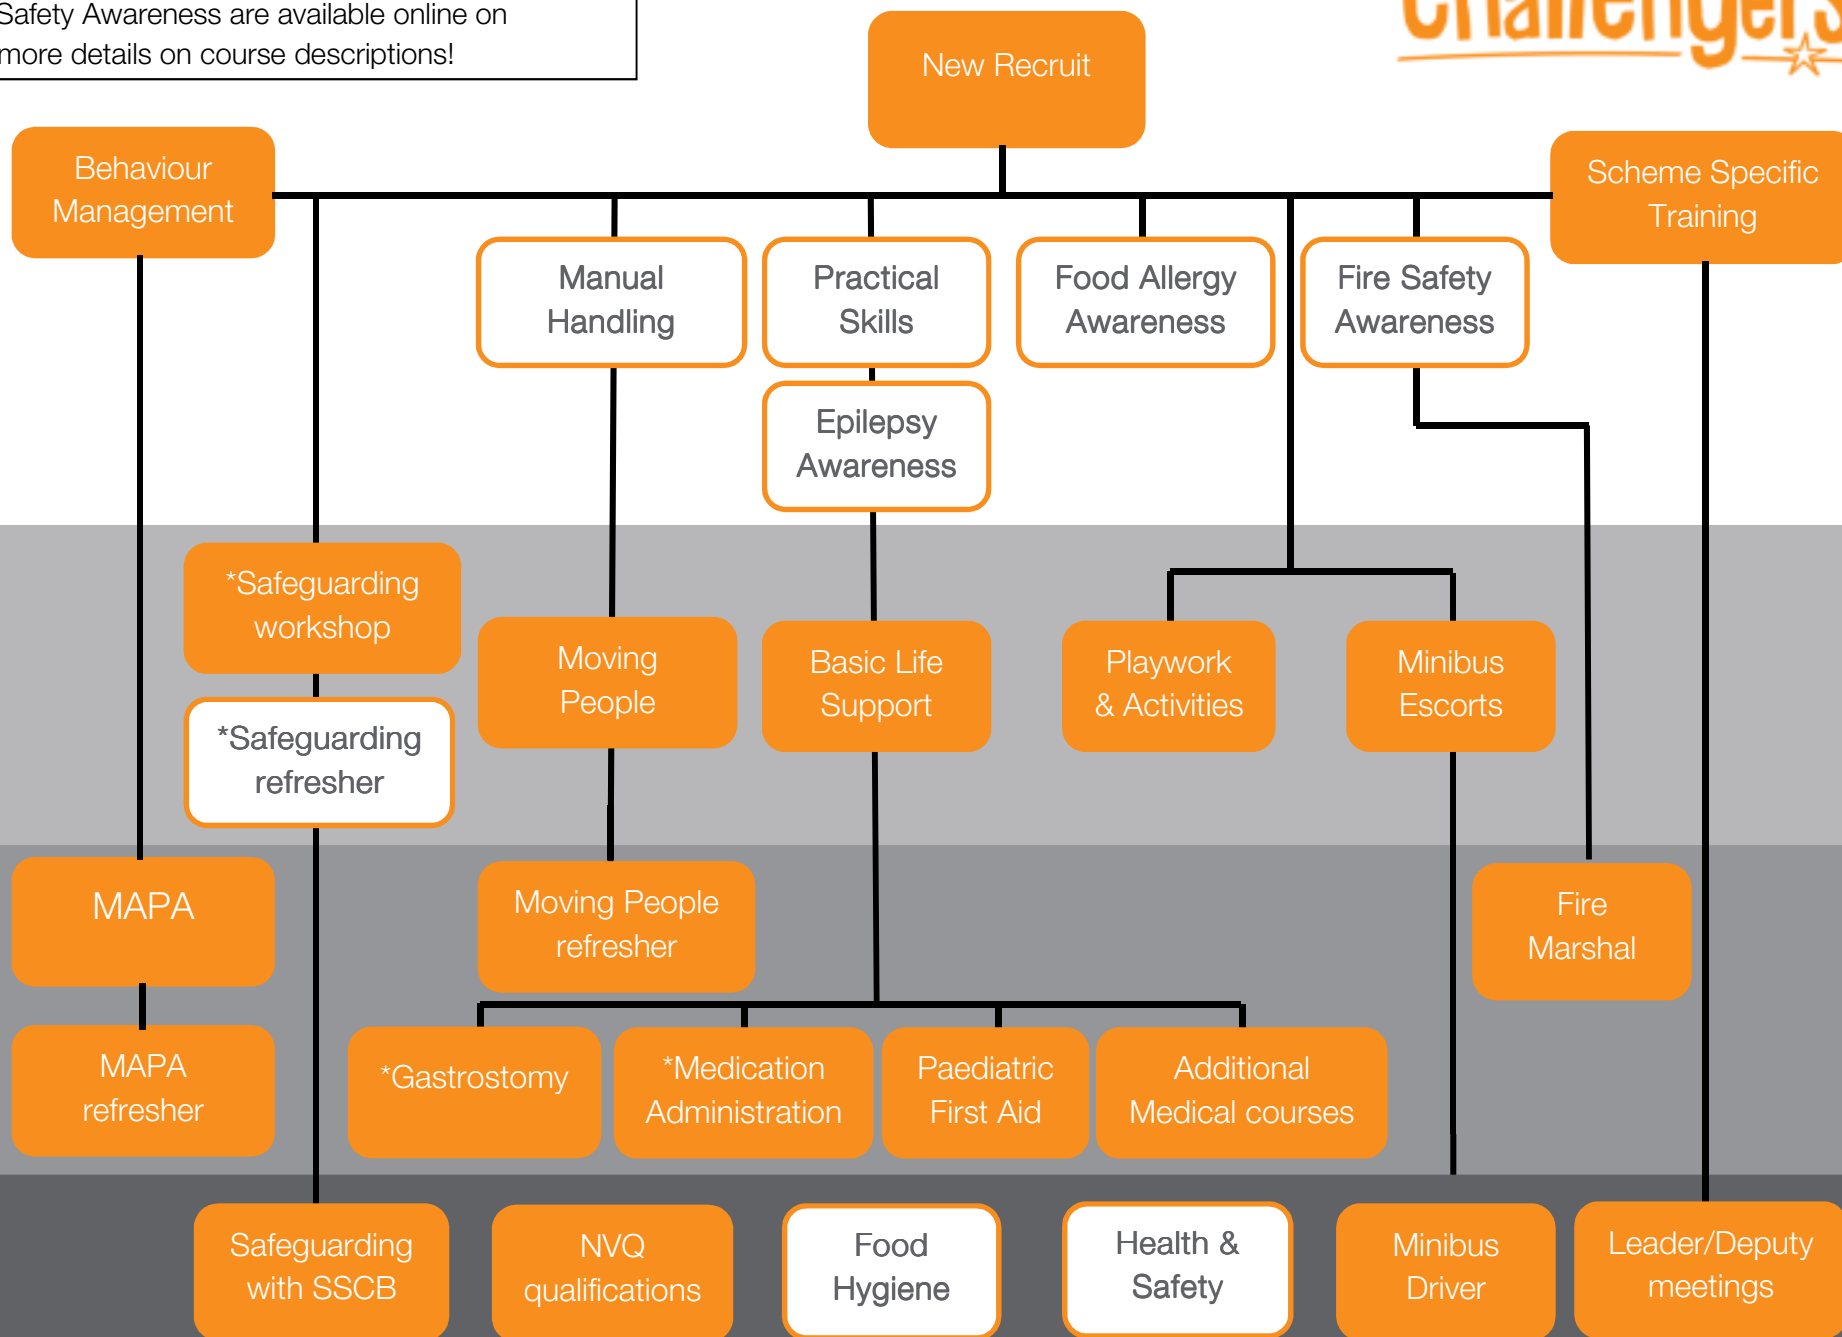 Safety Awareness are available online on
more details on course descriptions!
Challengers
New Recruit
Behaviour
Management
Scheme Specific
Training
Manual
Handling
Practical
Skills
Food Allergy
Awareness
Fire Safety
Awareness
Epilepsy
Awareness
*Safeguarding
workshop
*Safeguarding
refresher
Moving
People
Basic Life
Support
Playwork
& Activities
Minibus
Escorts
MAPA
Moving People
refresher
Fire
Marshal
MAPA
refresher
*Gastrostomy
*Medication
Administration
Paediatric
First Aid
Additional
Medical courses
Safeguarding
with SSCB
NVQ
qualifications
Food
Hygiene
Health &
Safety
Minibus
Driver
Leader/Deputy
meetings